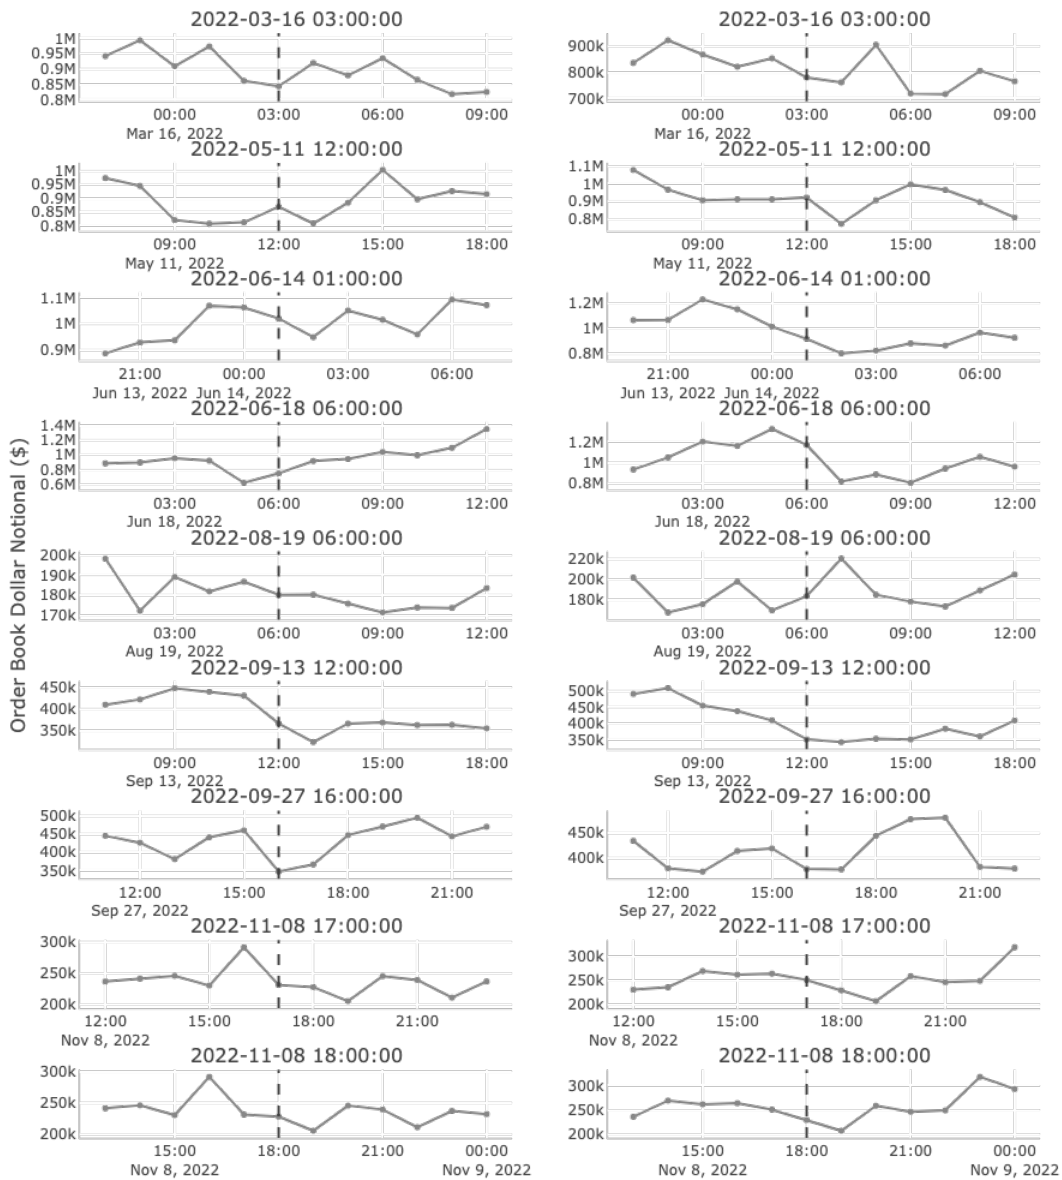 Order Book Dollar Notional ($)
2022-03-16 03:00:00
1M
0.95M
0.9M
0.85M
0.8M
00:00 03:00 06:00 09:00
Mar 16, 2022
2022-03-16 03:00:00
900k
800k
700k
00:00 03:00 06:00 09:00
Mar 16, 2022
2022-05-11 12:00:00
1M
0.95M
0.9M
0.85M
0.8M
09:00 12:00 15:00 18:00
May 11, 2022
2022-05-11 12:00:00
1.1M
1M
0.9M
0.8M
09:00 12:00 15:00 18:00
May 11, 2022
2022-06-14 01:00:00
1.1M
1M
0.9M
21:00 00:00 03:00 06:00
Jun 13, 2022 Jun 14, 2022
2022-06-14 01:00:00
1.2M
1M
0.8M
21:00 00:00 03:00 06:00
Jun 13, 2022 Jun 14, 2022
2022-06-18 06:00:00
1.4M
1.2M
1M
0.8M
0.6M
03:00 06:00 09:00 12:00
Jun 18, 2022
2022-06-18 06:00:00
1.2M
1M
0.8M
03:00 06:00 09:00 12:00
Jun 18, 2022
2022-08-19 06:00:00
200k
190k
180k
170k
03:00 06:00 09:00 12:00
Aug 19, 2022
2022-08-19 06:00:00
220k
200k
180k
03:00 06:00 09:00 12:00
Aug 19, 2022
2022-09-13 12:00:00
450k
400k
350k
09:00 12:00 15:00 18:00
Sep 13, 2022
2022-09-13 12:00:00
500k
450k
400k
350k
09:00 12:00 15:00 18:00
Sep 13, 2022
2022-09-27 16:00:00
500k
450k
400k
350k
12:00 15:00 18:00 21:00
Sep 27, 2022
2022-09-27 16:00:00
450k
400k
12:00 15:00 18:00 21:00
Sep 27, 2022
2022-11-08 17:00:00
300k
250k
200k
12:00 15:00 18:00 21:00
Nov 8, 2022
2022-11-08 17:00:00
300k
250k
200k
12:00 15:00 18:00 21:00
Nov 8, 2022
2022-11-08 18:00:00
300k
250k
200k
15:00 18:00 21:00 00:00
Nov 8, 2022 Nov 9, 2022
2022-11-08 18:00:00
300k
250k
200k
15:00 18:00 21:00 00:00
Nov 8, 2022 Nov 9, 2022